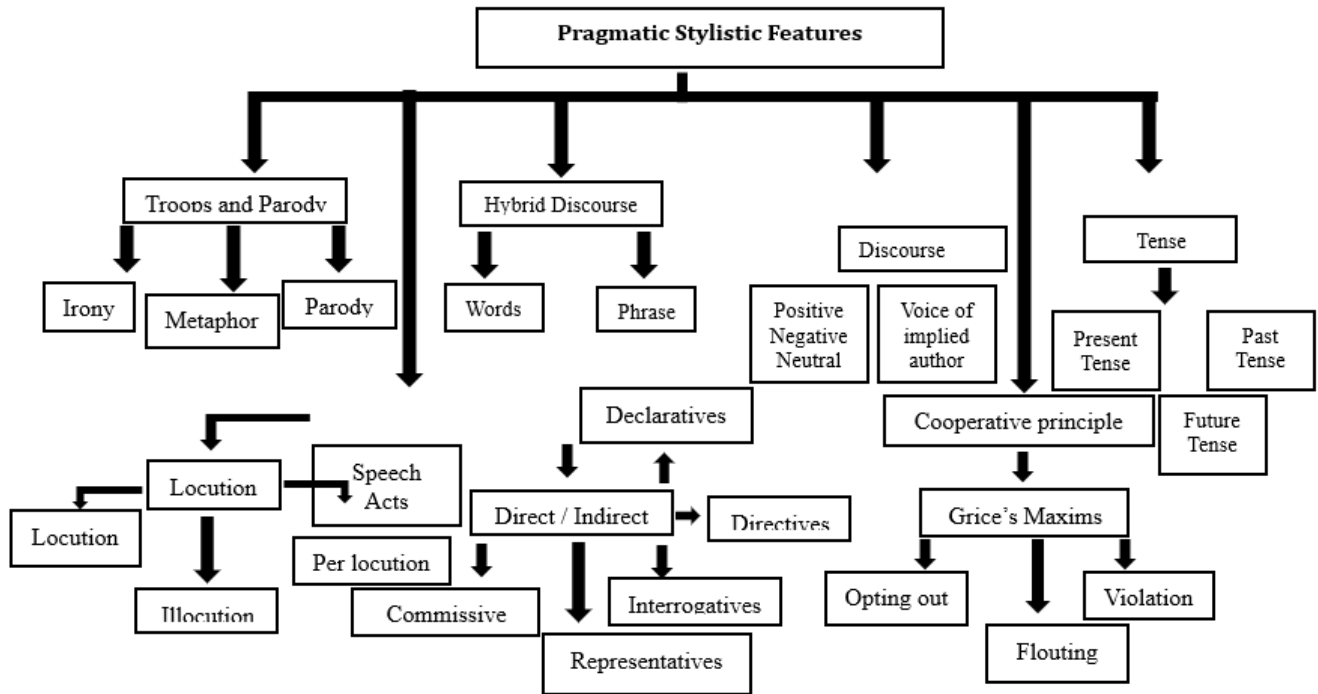 Pragmatic Stylistic Features
Troops and Parody
Hybrid Discourse
Discourse
Tense
Irony
Metaphor
Parody
Words
Phrase
Positive
Negative
Neutral
Voice of
implied
author
Present
Tense
Past
Tense
Future
Tense
Declaratives
Cooperative principle
Locution
Speech
Acts
Direct / Indirect
Directives
Grice's Maxims
Locution
Illocution
Per locution
Commissive
Interrogatives
Representatives
Opting out
Violation
Flouting